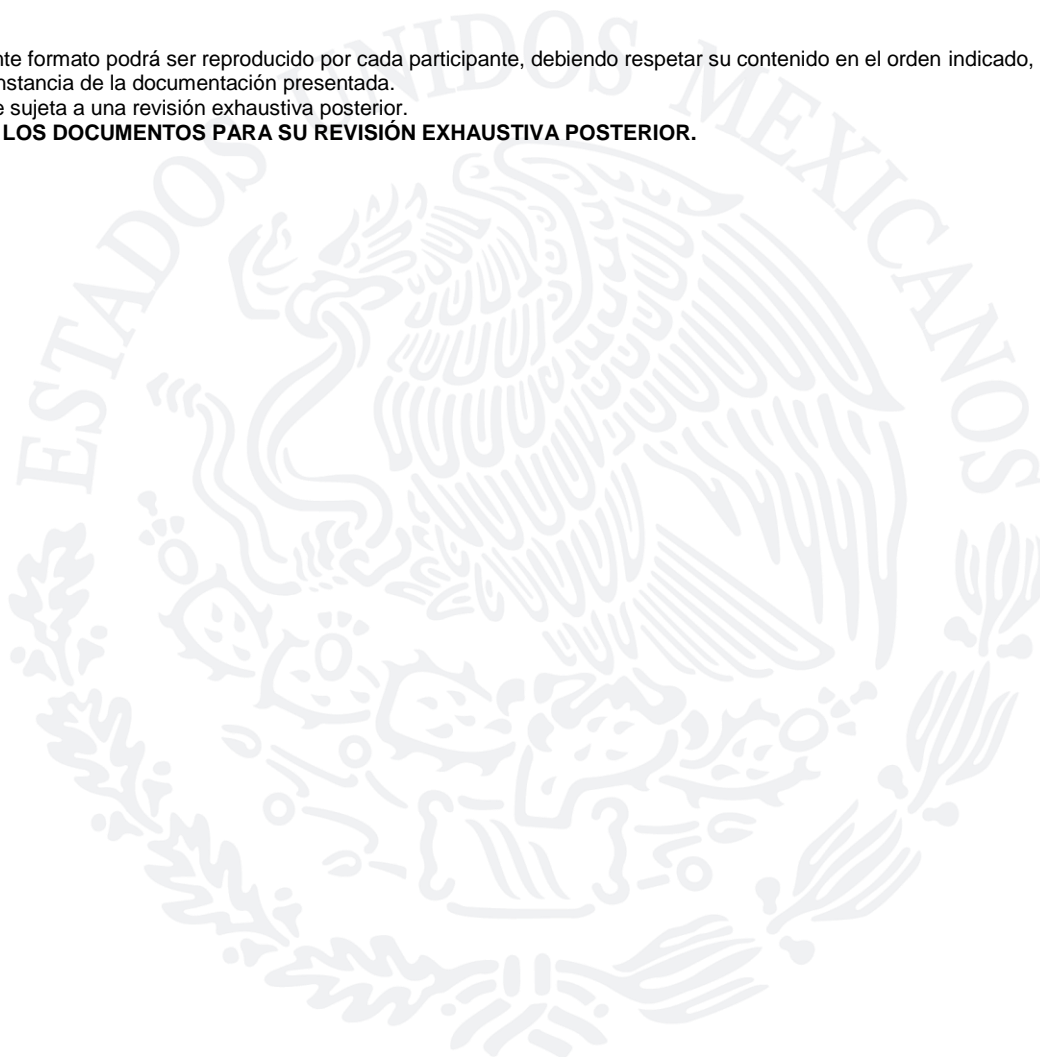 nte formato podrá ser reproducido por cada participante, debiendo respetar su contenido en el orden indicado,
nstancia de la documentación presentada.
e sujeta a una revisión exhaustiva posterior.
LOS DOCUMENTOS PARA SU REVISIÓN EXHAUSTIVA POSTERIOR.
ESTADOS UNIDOS MEXICANOS